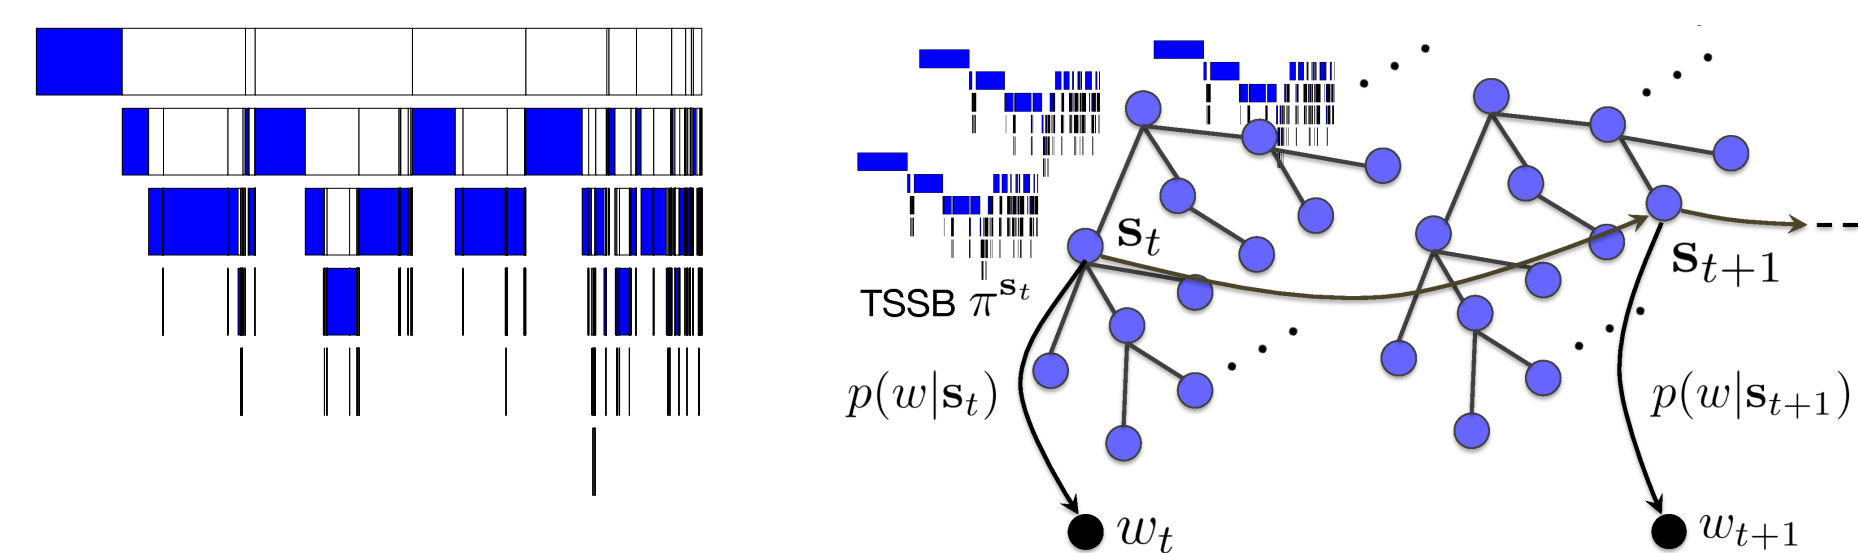 s_t
s_{t+1}
TSSB π^{s_t}
p(w|s_t)
p(w|s_{t+1})
w_t
w_{t+1}